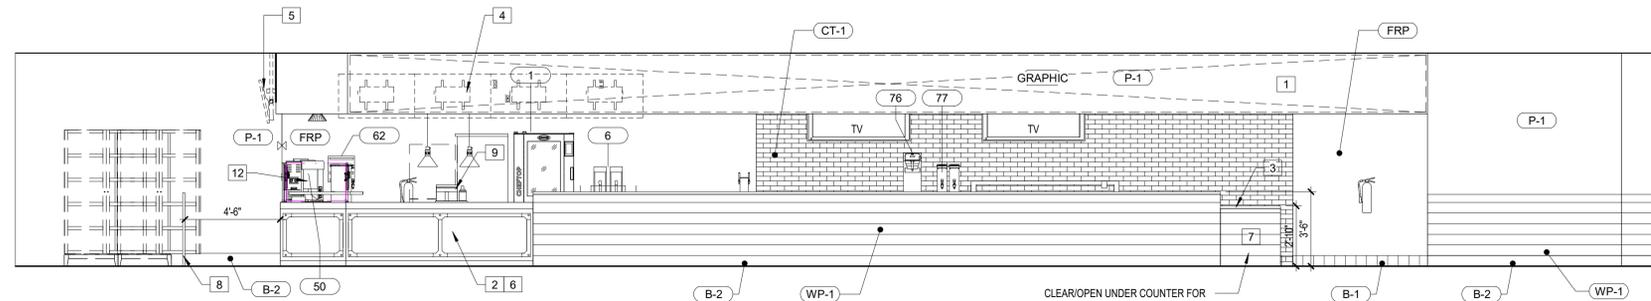 5
4
CT-1
FRP
1
GRAPHIC
P-1
1
76
77
P-1
TV
TV
P-1
FRP
62
6
9
12
CHEFTOP
3
4'-6"
2'-10"
3'-6"
7
8
B-2
50
2 6
B-2
WP-1
CLEAR/OPEN UNDER COUNTER FOR
B-1
B-2
WP-1